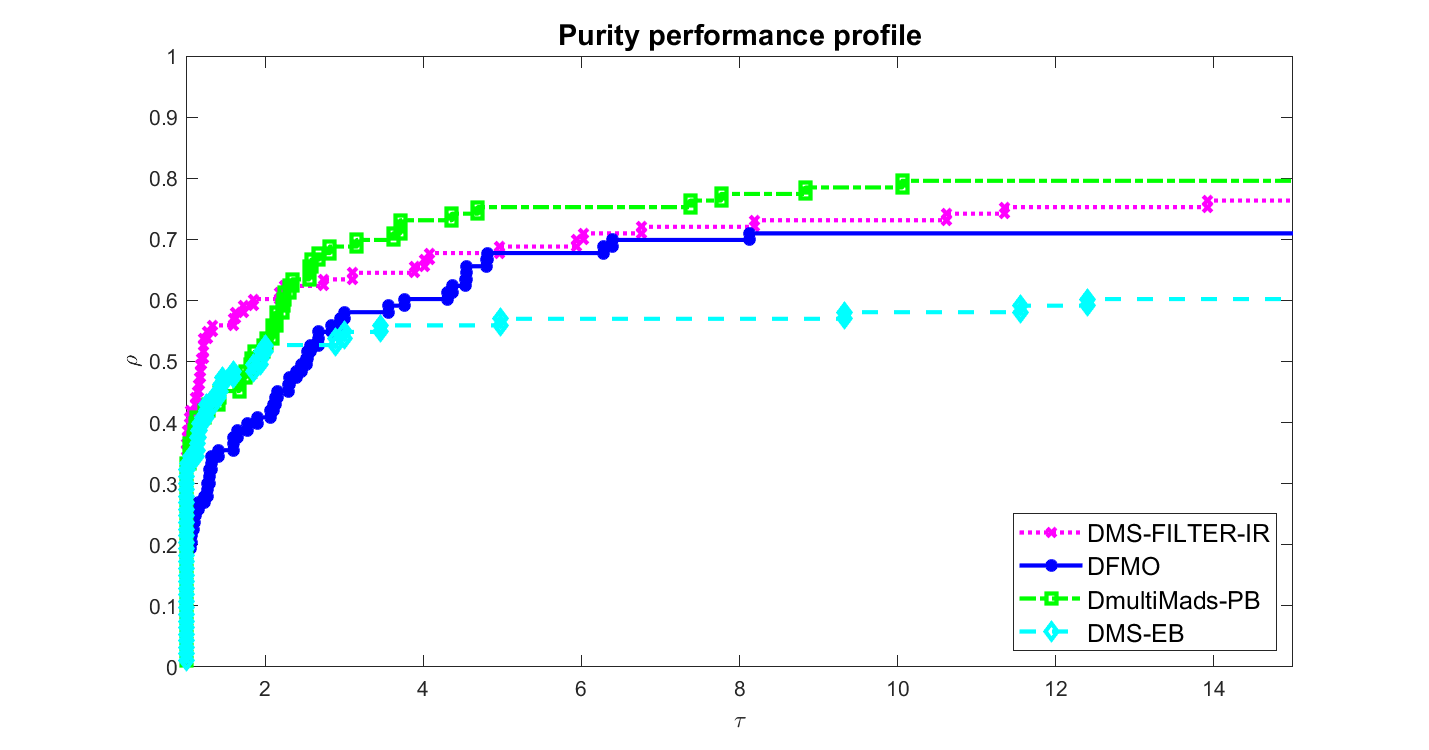 Purity performance profile
1
0.9
0.8
0.7
0.6
0.5
0.4
0.3
0.2
0.1
0
ρ
2 4 6 8 10 12 14
τ
DMS-FILTER-IR
DFMO
DmultiMads-PB
DMS-EB